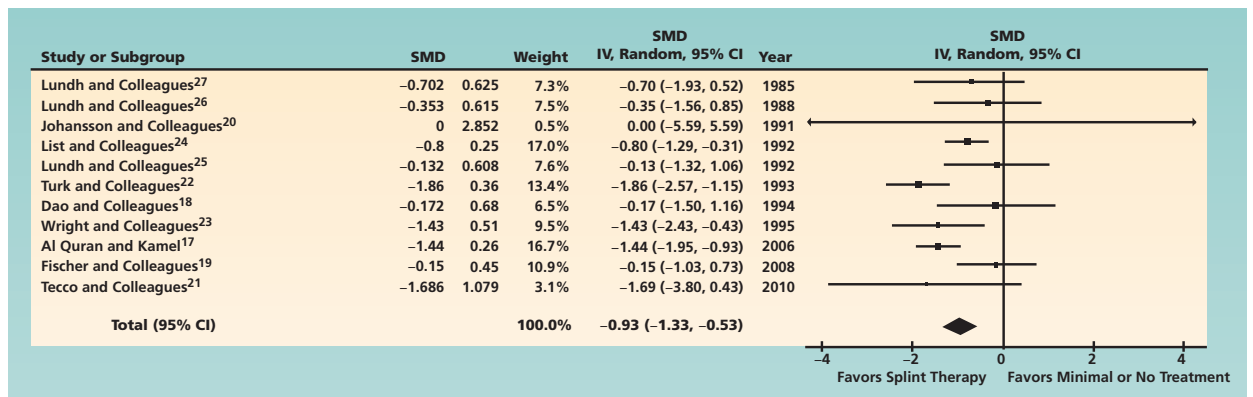 SMD SMD
Study or Subgroup SMD Weight IV, Random, 95% CI Year IV, Random, 95% CI
Lundh and Colleagues27 −0.702 0.625 7.3% −0.70 (−1.93, 0.52) 1985
Lundh and Colleagues26 −0.353 0.615 7.5% −0.35 (−1.56, 0.85) 1988
Johansson and Colleagues20 0 2.852 0.5% 0.00 (−5.59, 5.59) 1991
List and Colleagues24 −0.8 0.25 17.0% −0.80 (−1.29, −0.31) 1992
Lundh and Colleagues25 −0.132 0.608 7.6% −0.13 (−1.32, 1.06) 1992
Turk and Colleagues22 −1.86 0.36 13.4% −1.86 (−2.57, −1.15) 1993
Dao and Colleagues18 −0.172 0.68 6.5% −0.17 (−1.50, 1.16) 1994
Wright and Colleagues23 −1.43 0.51 9.5% −1.43 (−2.43, −0.43) 1995
Al Quran and Kamel17 −1.44 0.26 16.7% −1.44 (−1.95, −0.93) 2006
Fischer and Colleagues19 −0.15 0.45 10.9% −0.15 (−1.03, 0.73) 2008
Tecco and Colleagues21 −1.686 1.079 3.1% −1.69 (−3.80, 0.43) 2010
Total (95% CI) 100.0% −0.93 (−1.33, −0.53)
−4 −2 0 2 4
Favors Splint Therapy Favors Minimal or No Treatment